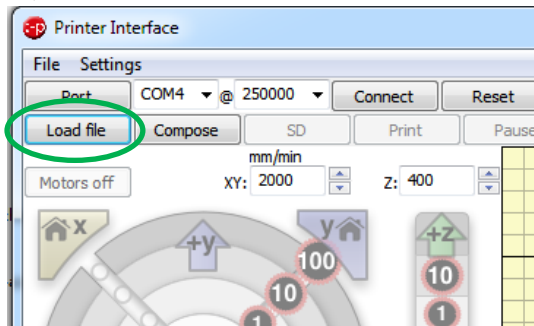 Printer Interface
File Settings
Port COM4 @ 250000 Connect Reset
Load file Compose SD Print Pause
mm/min
Motors off XY: 2000 Z: 400
x +y y +z
100
10 10
1 1